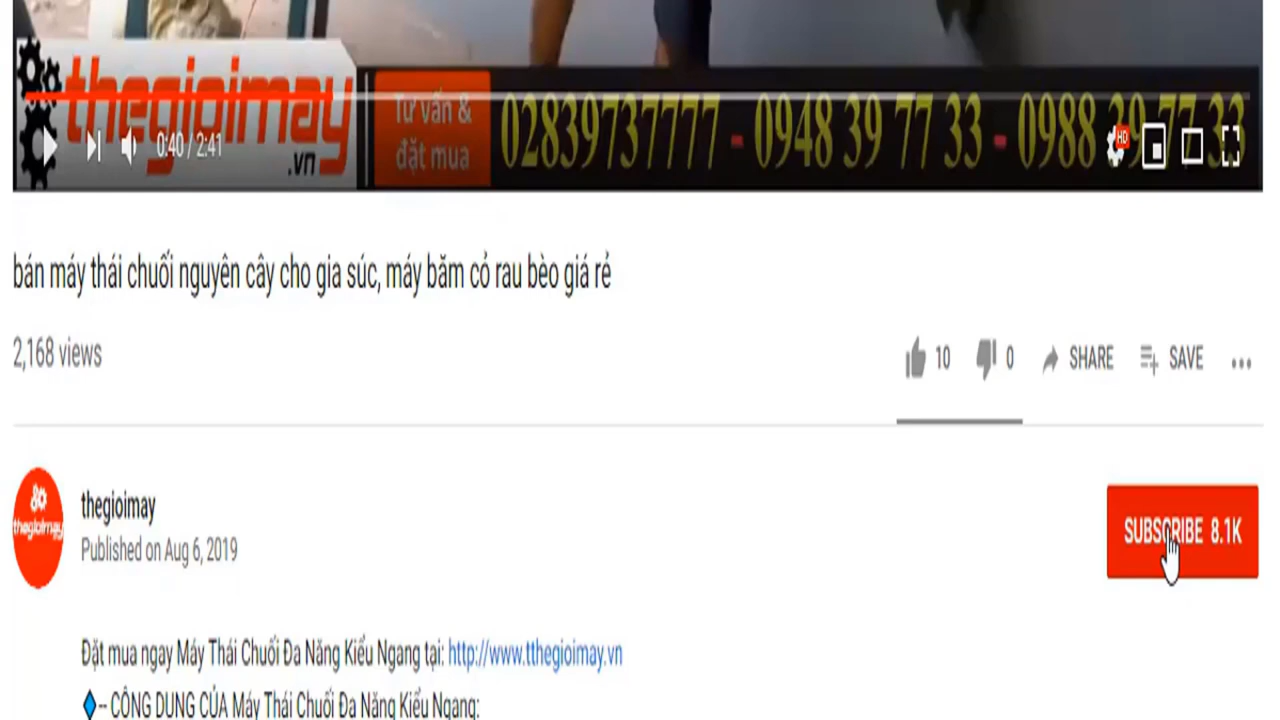 thegioimay
.vn
Tư vấn &
đặt mua
02839737777 - 0948 39 77 33 - 0988 39 77 33
HD
0:40 / 2:41
bán máy thái chuối nguyên cây cho gia súc, máy băm cỏ rau bèo giá rẻ
2,168 views
10 0 SHARE SAVE
thegioimay
thegioimay
Published on Aug 6, 2019
SUBSCRIBE 8.1K
Đặt mua ngay Máy Thái Chuối Đa Năng Kiểu Ngang tại: http://www.tthegioimay.vn
-- CÔNG DỤNG CỦA Máy Thái Chuối Đa Năng Kiểu Ngang: